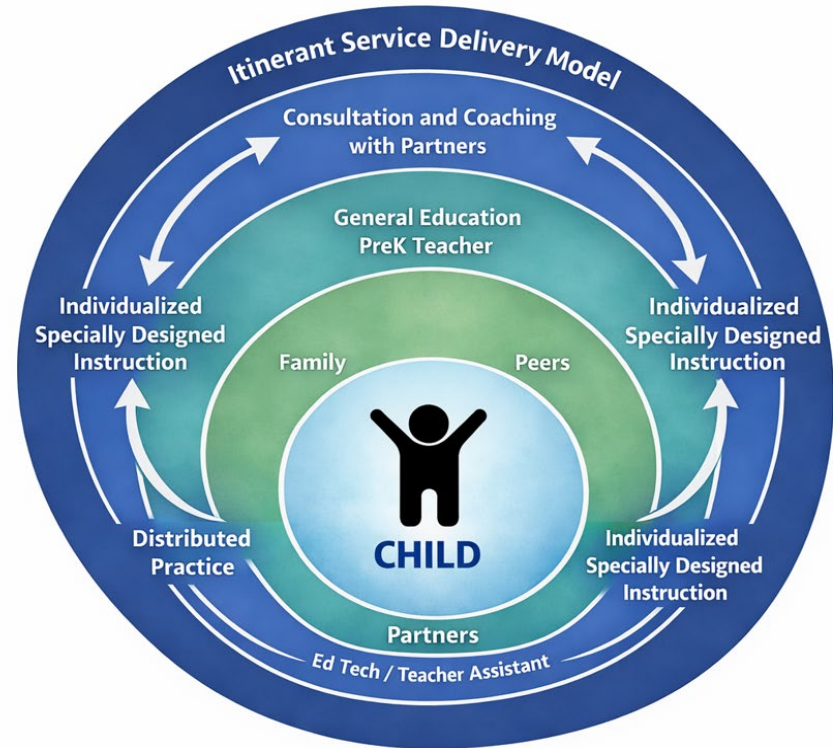 Itinerant Service Delivery Model
Consultation and Coaching
with Partners
General Education
PreK Teacher
Individualized
Specially Designed
Instruction
Individualized
Specially Designed
Instruction
Family
Peers
CHILD
Distributed
Practice
Individualized
Specially Designed
Instruction
Partners
Ed Tech / Teacher Assistant